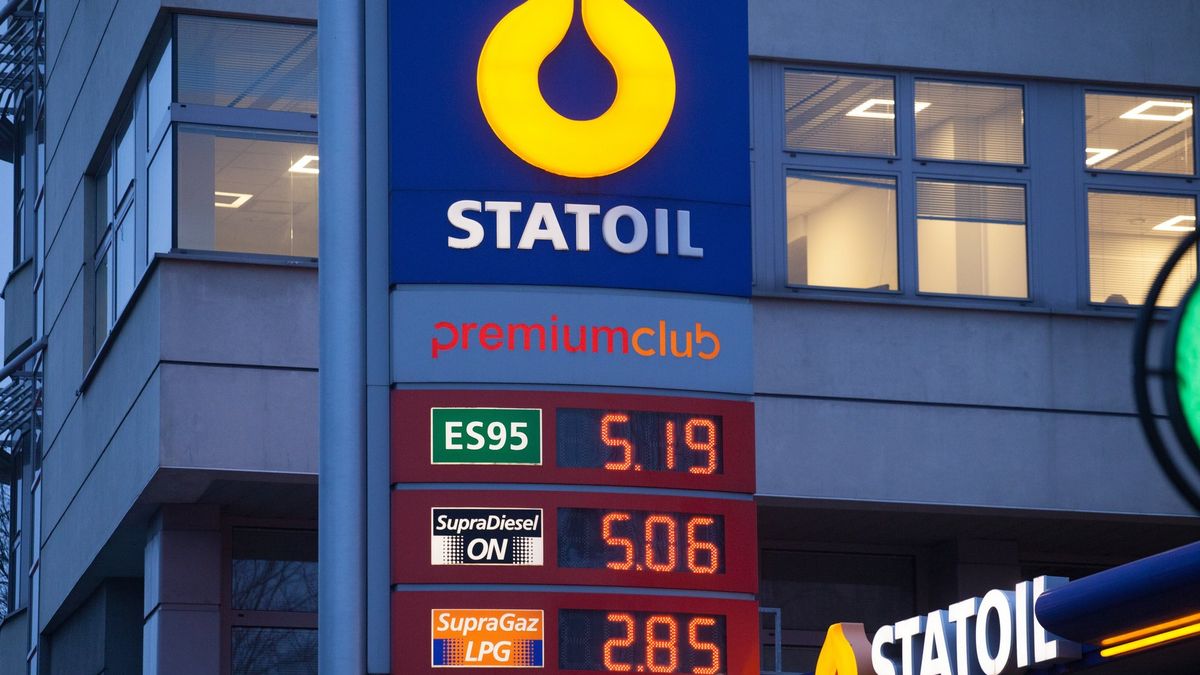 STATOIL
premiumclub
ES95 5.19
SupraDiesel
ON 5.06
SupraGaz
LPG 2.85
STATOIL